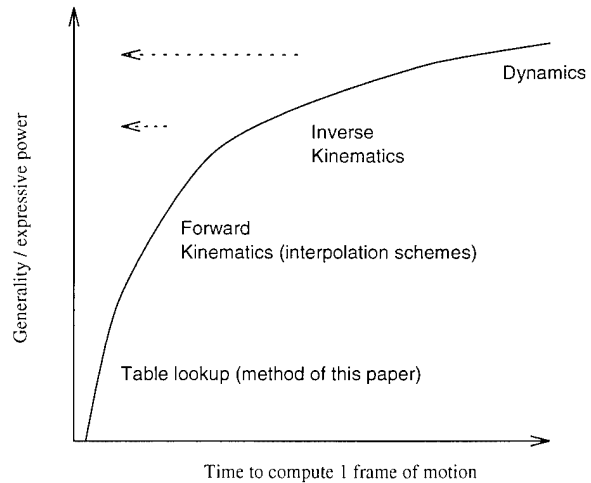 Dynamics
Inverse
Kinematics
Forward
Kinematics (interpolation schemes)
Table lookup (method of this paper)
Generality / expressive power
Time to compute 1 frame of motion